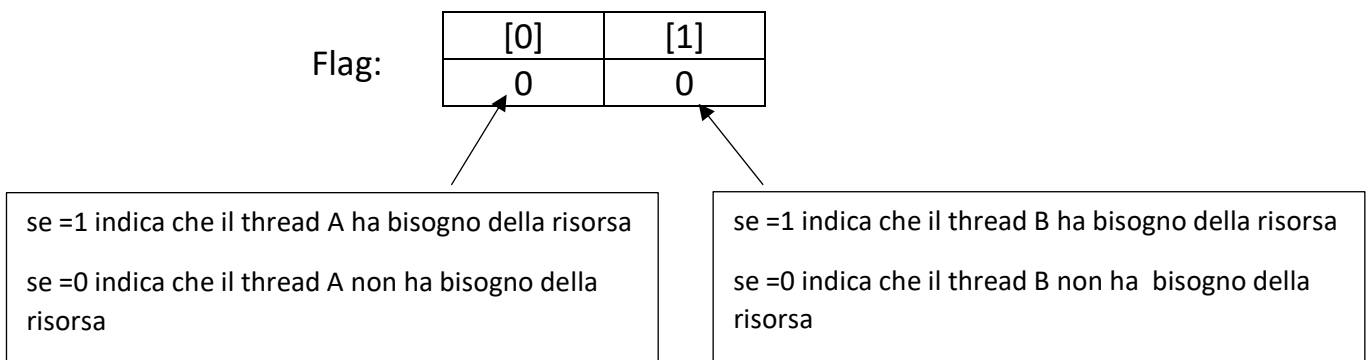 [0] [1]
Flag:
0 0
se =1 indica che il thread A ha bisogno della risorsa
se =0 indica che il thread A non ha bisogno della
risorsa
se =1 indica che il thread B ha bisogno della risorsa
se =0 indica che il thread B non ha  bisogno della
risorsa